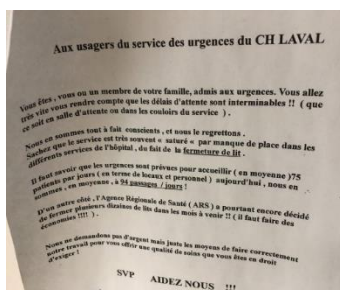 Aux usagers du service des urgences du CH LAVAL
Vous êtes , vous ou un membre de votre famille, admis aux urgences. Vous allez
très vite vous rendre compte que les délais d'attente sont interminables !! ( que
ce soit en salle d'attente ou dans les couloirs du service ).
Nous en sommes tout à fait conscients , et nous le regrettons .
Sachez que le service est très souvent « saturé « par manque de place dans les
différents services de l'hôpital , du fait de la fermeture de lit .
Il faut savoir que les urgences sont prévues pour accueillir ( en moyenne )75
patients par jours ( en terme de locaux et personnel ) aujourd'hui , nous en
sommes , en moyenne , à 94 passages / jours !
D'un autre côté , l'Agence Régionale de Santé ( ARS ) a pourtant encore décidé
de fermer plusieurs dizaines de lits dans les mois à venir !! ( il faut faire des
économies !!!! ) .
Nous ne demandons pas d'argent mais juste les moyens de faire correctement
notre travail pour vous offrir une qualité de soins que vous êtes en droit
d'exiger !
SVP AIDEZ NOUS !!!